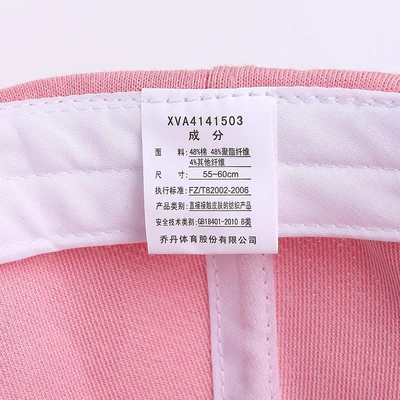 XVA4141503
成 分
面 料: 48%棉 48%聚酯纤维
4%其他纤维
尺 寸: 55~60cm
执行标准: FZ/T82002-2006
产品类别: 直接接触皮肤的纺织产品
安全技术类别: GB18401-2010 B类
乔丹体育股份有限公司